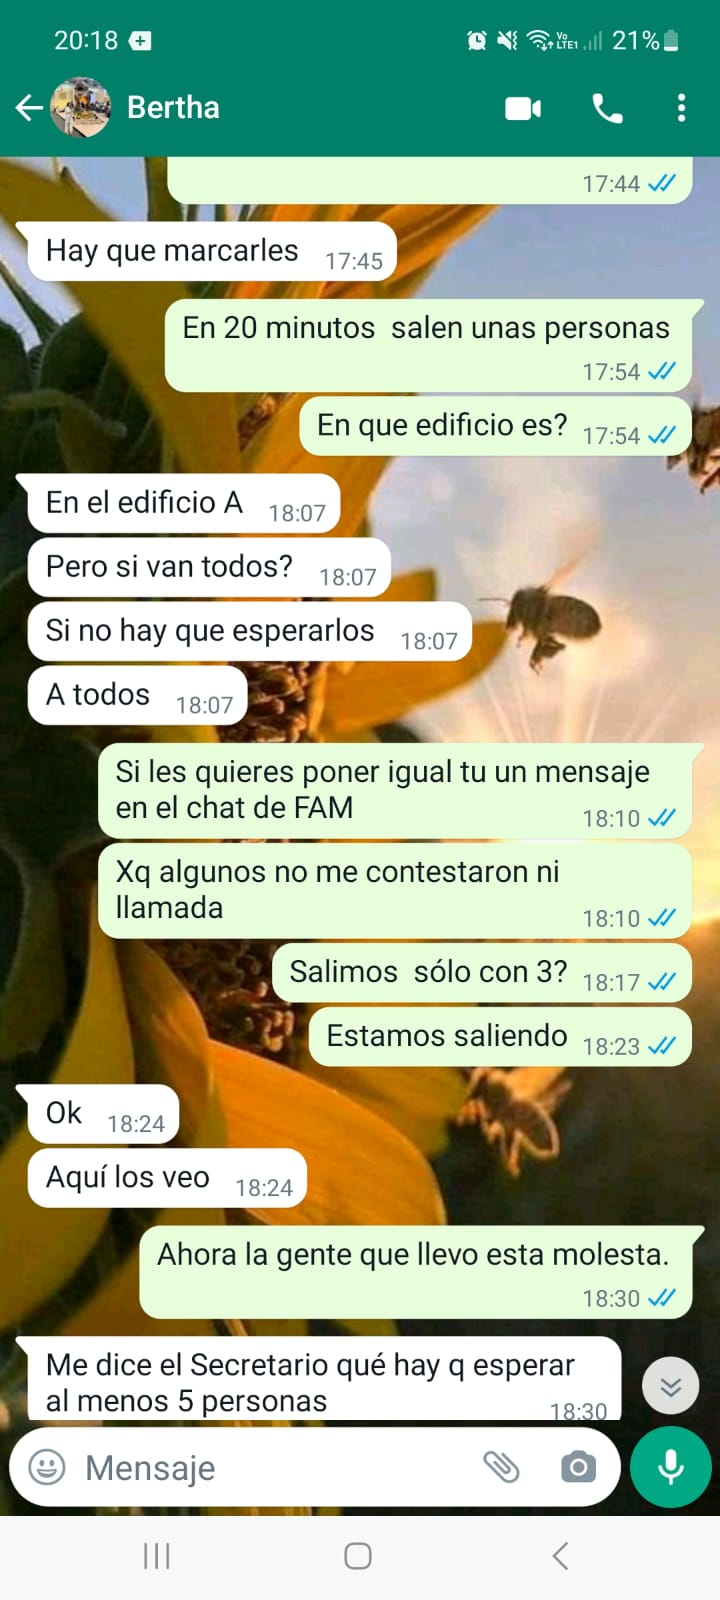 20:18
Vo
LTE1
21%
Bertha
17:44
Hay que marcarles 17:45
En 20 minutos  salen unas personas
17:54
En que edificio es? 17:54
En el edificio A 18:07
Pero si van todos? 18:07
Si no hay que esperarlos 18:07
A todos 18:07
Si les quieres poner igual tu un mensaje
en el chat de FAM 18:10
Xq algunos no me contestaron ni
llamada 18:10
Salimos  sólo con 3? 18:17
Estamos saliendo 18:23
Ok 18:24
Aquí los veo 18:24
Ahora la gente que llevo esta molesta.
18:30
Me dice el Secretario qué hay q esperar
al menos 5 personas 18:30
Mensaje